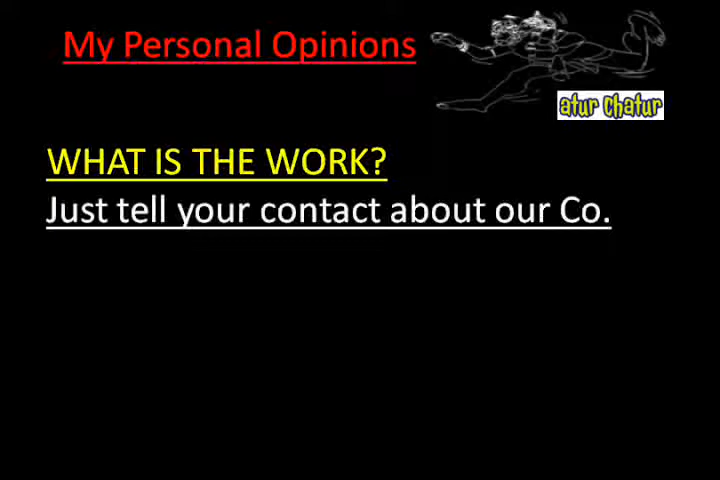 My Personal Opinions
atur Chatur
WHAT IS THE WORK?
Just tell your contact about our Co.